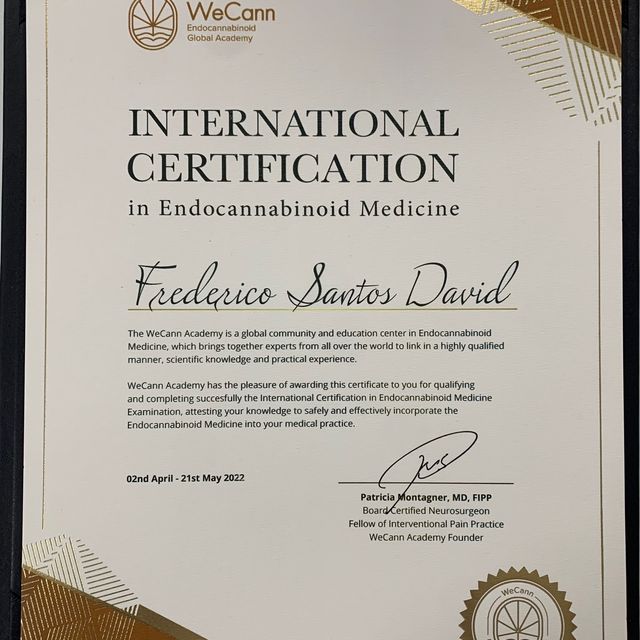 WeCann
Endocannabinoid
Global Academy
INTERNATIONAL
CERTIFICATION
in Endocannabinoid Medicine
Frederico Santos David
The WeCann Academy is a global community and education center in Endocannabinoid
Medicine, which brings together experts from all over the world to link in a highly qualified
manner, scientific knowledge and practical experience.
WeCann Academy has the pleasure of awarding this certificate to you for qualifying
and completing succesfully the International Certification in Endocannabinoid Medicine
Examination, attesting your knowledge to safely and effectively incorporate the
Endocannabinoid Medicine into your medical practice.
02nd April - 21st May 2022
Patricia Montagner, MD, FIPP
Board Certified Neurosurgeon
Fellow of Interventional Pain Practice
WeCann Academy Founder
WeCann